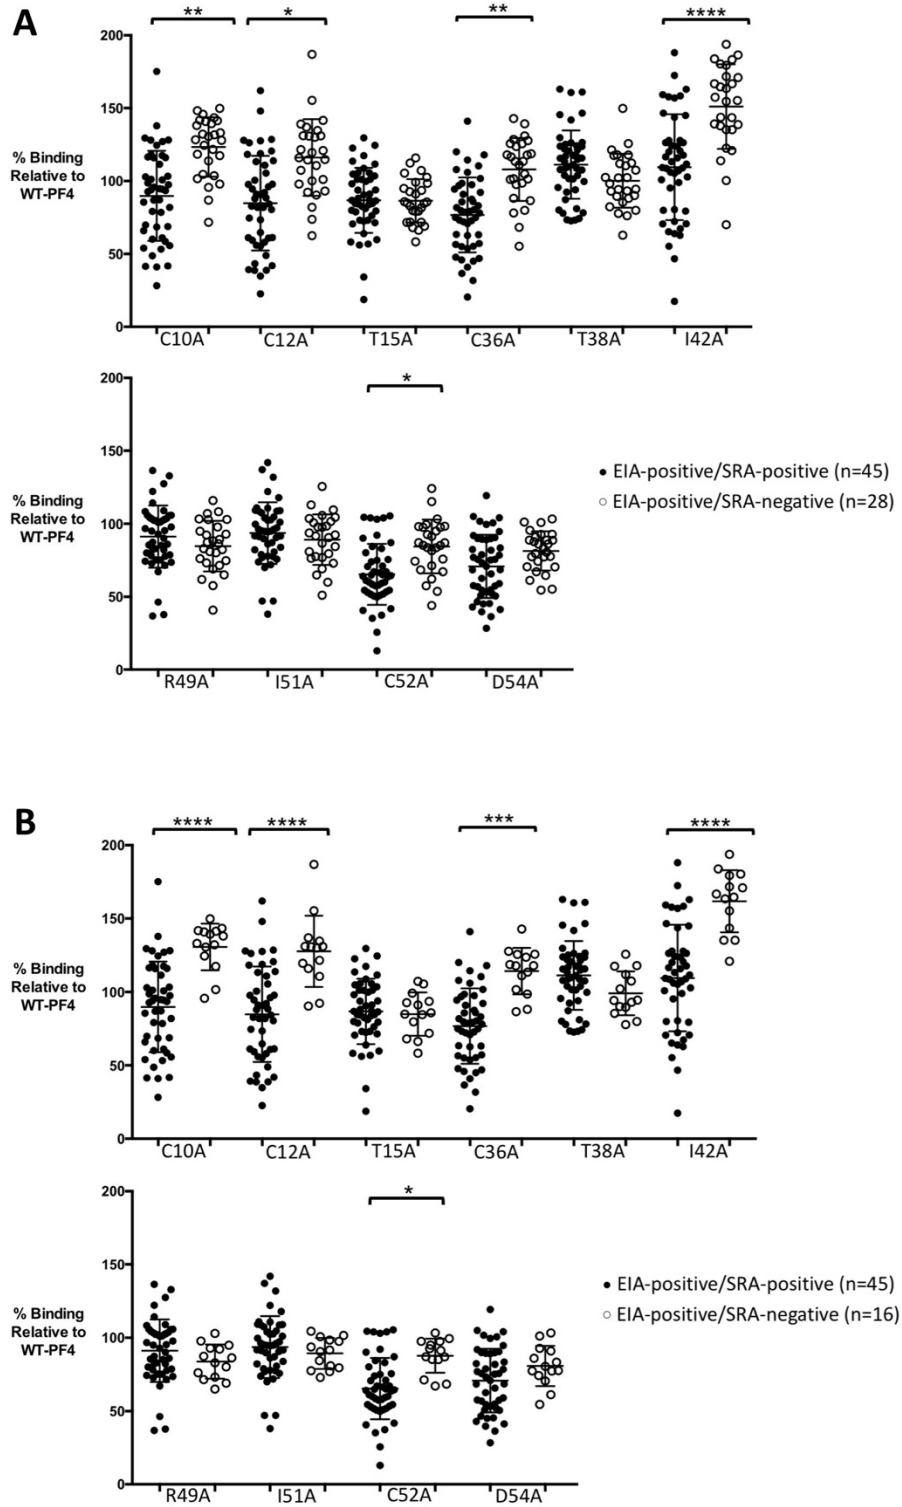 A
** * ** ****
200
150
% Binding
Relative to
WT-PF4
100
50
0
C10A C12A T15A C36A T38A I42A
*
200
150
% Binding
Relative to
WT-PF4
100
50
0
R49A I51A C52A D54A
● EIA-positive/SRA-positive (n=45)
○ EIA-positive/SRA-negative (n=28)
B
**** **** *** ****
200
150
% Binding
Relative to
WT-PF4
100
50
0
C10A C12A T15A C36A T38A I42A
*
200
150
% Binding
Relative to
WT-PF4
100
50
0
R49A I51A C52A D54A
● EIA-positive/SRA-positive (n=45)
○ EIA-positive/SRA-negative (n=16)